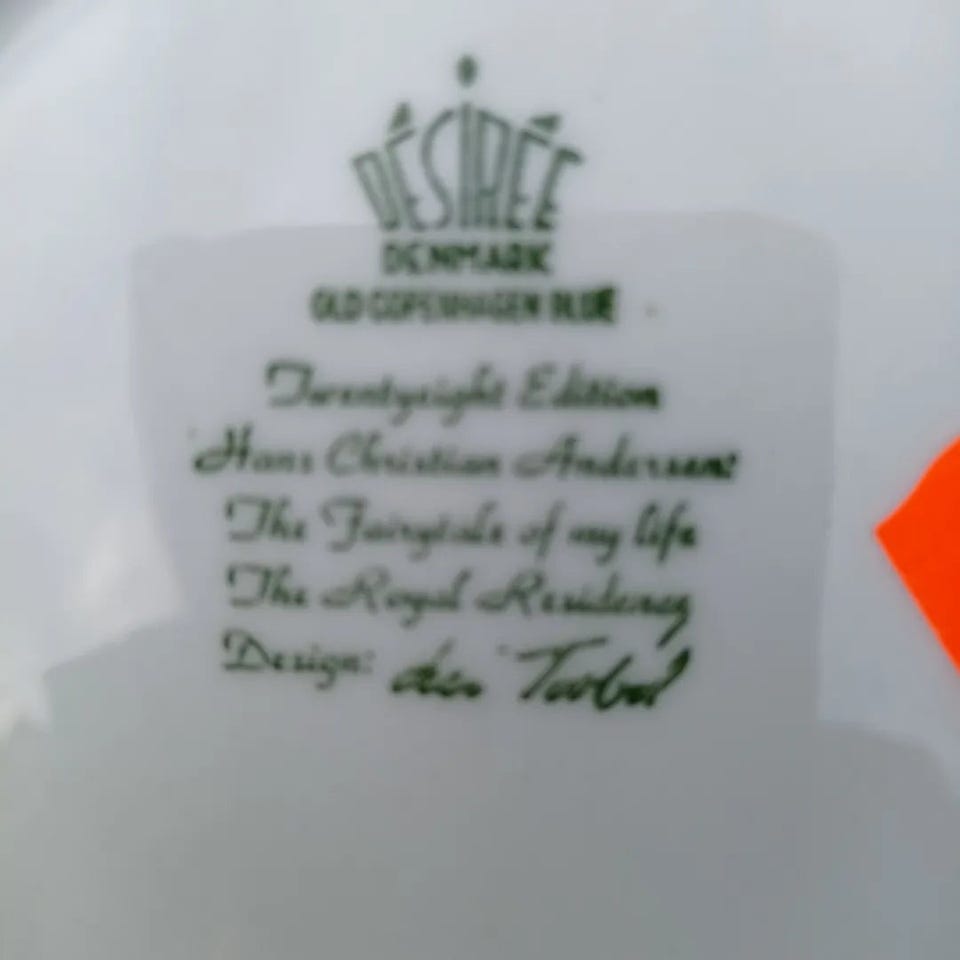 DÉSIRÉE
DENMARK
OLD COPENHAGEN BLUE
Twentyeight Edition
Hans Christian Andersen:
The Fairytale of my life
The Royal Residency
Design: